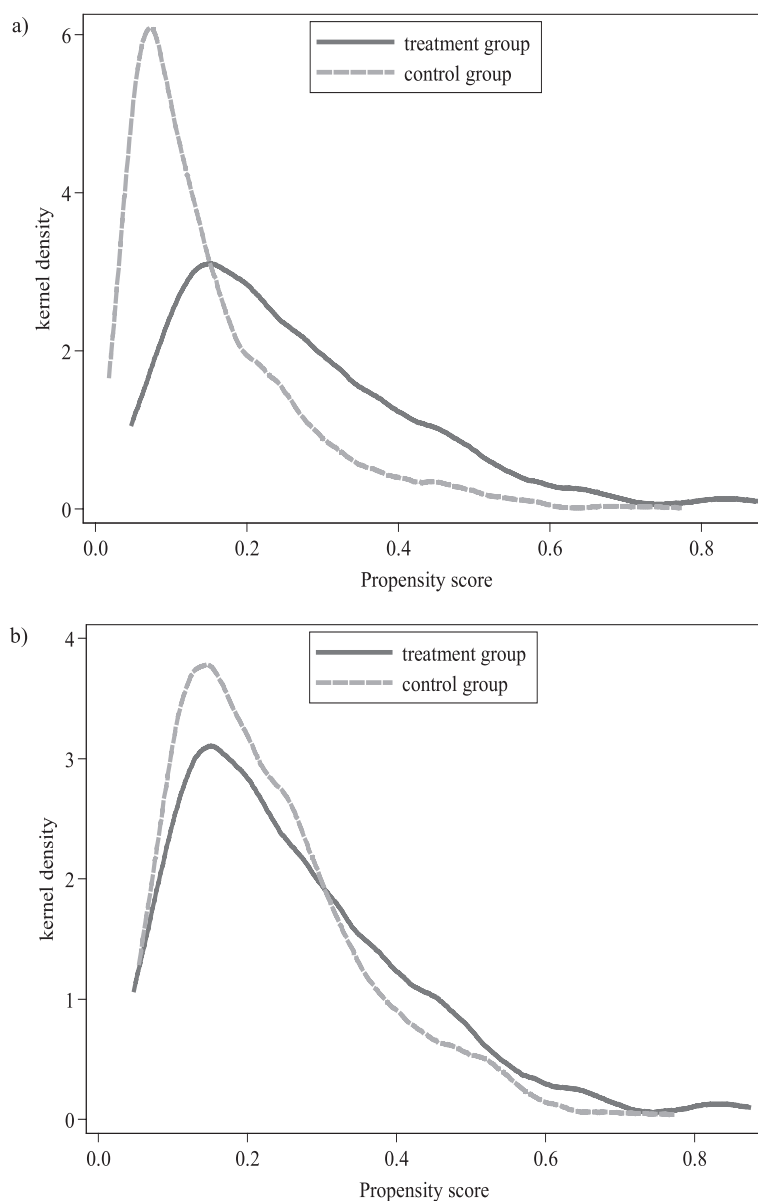 a)
treatment group
control group
6
4
2
0
kernel density
0.0 0.2 0.4 0.6 0.8
Propensity score
b)
treatment group
control group
4
3
2
1
0
kernel density
0.0 0.2 0.4 0.6 0.8
Propensity score